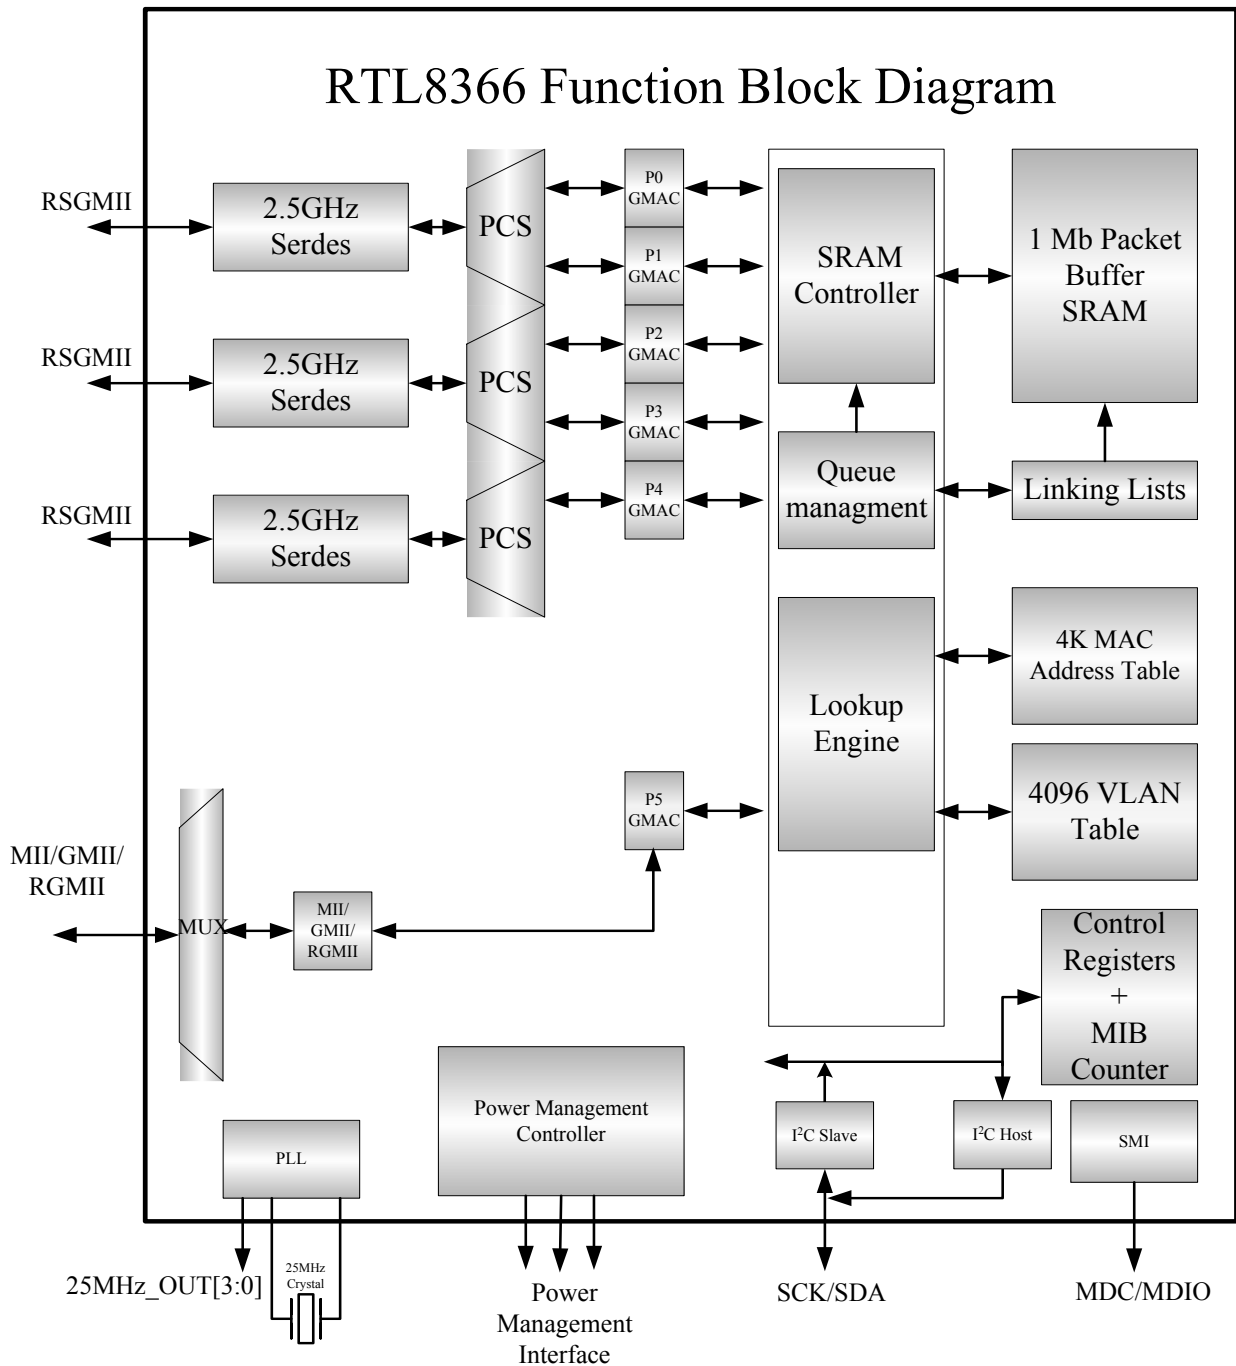 RTL8366 Function Block Diagram
RSGMII
2.5GHz
Serdes
PCS
P0
GMAC
P1
GMAC
SRAM
Controller
1 Mb Packet
Buffer
SRAM
RSGMII
2.5GHz
Serdes
PCS
P2
GMAC
P3
GMAC
Queue
managment
Linking Lists
RSGMII
2.5GHz
Serdes
PCS
P4
GMAC
Lookup
Engine
4K MAC
Address Table
4096 VLAN
Table
P5
GMAC
MII/GMII/
RGMII
MUX
MII/
GMII/
RGMII
Control
Registers
+
MIB
Counter
Power Management
Controller
PLL
I²C Slave
I²C Host
SMI
25MHz_OUT[3:0]
25MHz
Crystal
Power
Management
Interface
SCK/SDA
MDC/MDIO